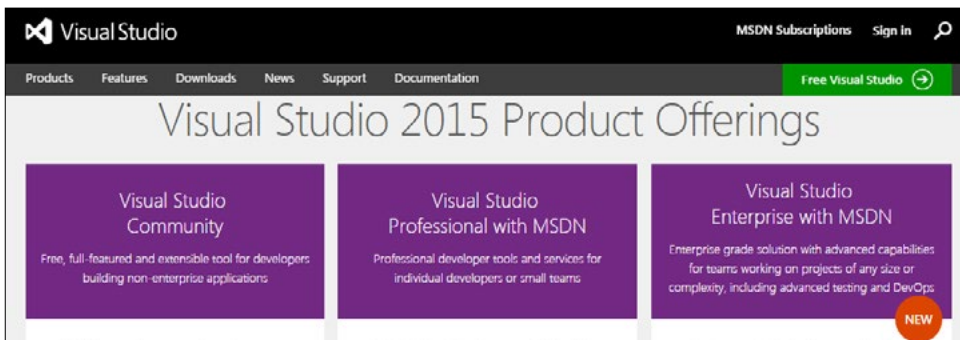 Visual Studio
MSDN Subscriptions Sign in
Products Features Downloads News Support Documentation
Free Visual Studio
Visual Studio 2015 Product Offerings
Visual Studio
Community
Free, full-featured and extensible tool for developers
building non-enterprise applications
Visual Studio
Professional with MSDN
Professional developer tools and services for
individual developers or small teams
Visual Studio
Enterprise with MSDN
Enterprise grade solution with advanced capabilities
for teams working on projects of any size or
complexity, including advanced testing and DevOps
NEW